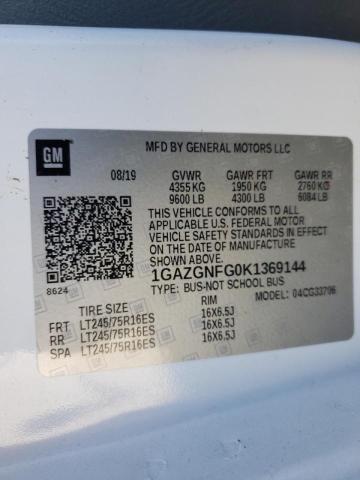 GM
MFD BY GENERAL MOTORS LLC
08/19 GVWR GAWR FRT GAWR RR
4355 KG 1950 KG 2760 KG
9600 LB 4300 LB 6084 LB
THIS VEHICLE CONFORMS TO ALL
APPLICABLE U.S. FEDERAL MOTOR
VEHICLE SAFETY STANDARDS IN EFFECT
ON THE DATE OF MANUFACTURE SHOWN ABOVE.
1GAZGNFG0K1369144
8624 TYPE: BUS-NOT SCHOOL BUS
MODEL: 04CG33706
TIRE SIZE RIM
FRT LT245/75R16ES 16X6.5J
RR LT245/75R16ES 16X6.5J
SPA LT245/75R16ES 16X6.5J